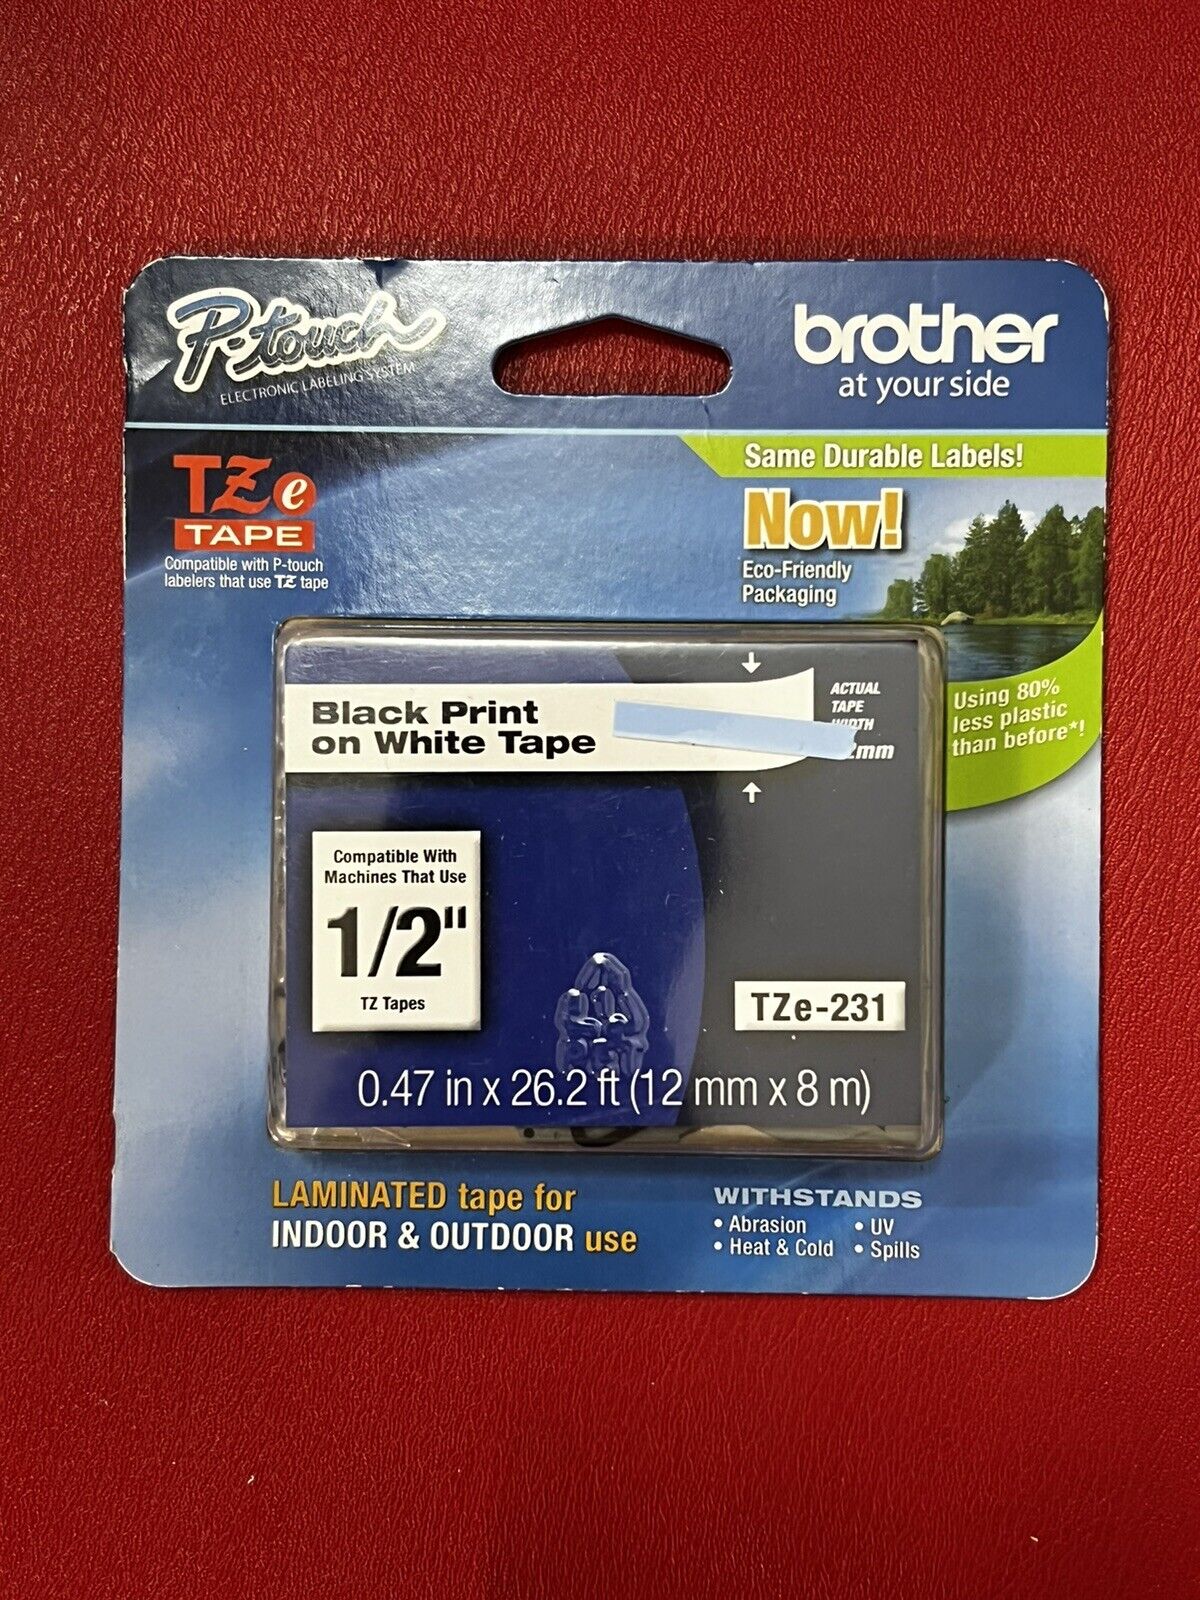 P-touch
ELECTRONIC LABELING SYSTEM
brother
at your side
TZe
TAPE
Compatible with P-touch
labelers that use TZ tape
Same Durable Labels!
Now!
Eco-Friendly
Packaging
Using 80%
less plastic
than before*!
Black Print
on White Tape
ACTUAL
TAPE
WIDTH
2mm
Compatible With
Machines That Use
1/2"
TZ Tapes
TZe-231
0.47 in x 26.2 ft (12 mm x 8 m)
LAMINATED tape for
INDOOR & OUTDOOR use
WITHSTANDS
• Abrasion • UV
• Heat & Cold • Spills